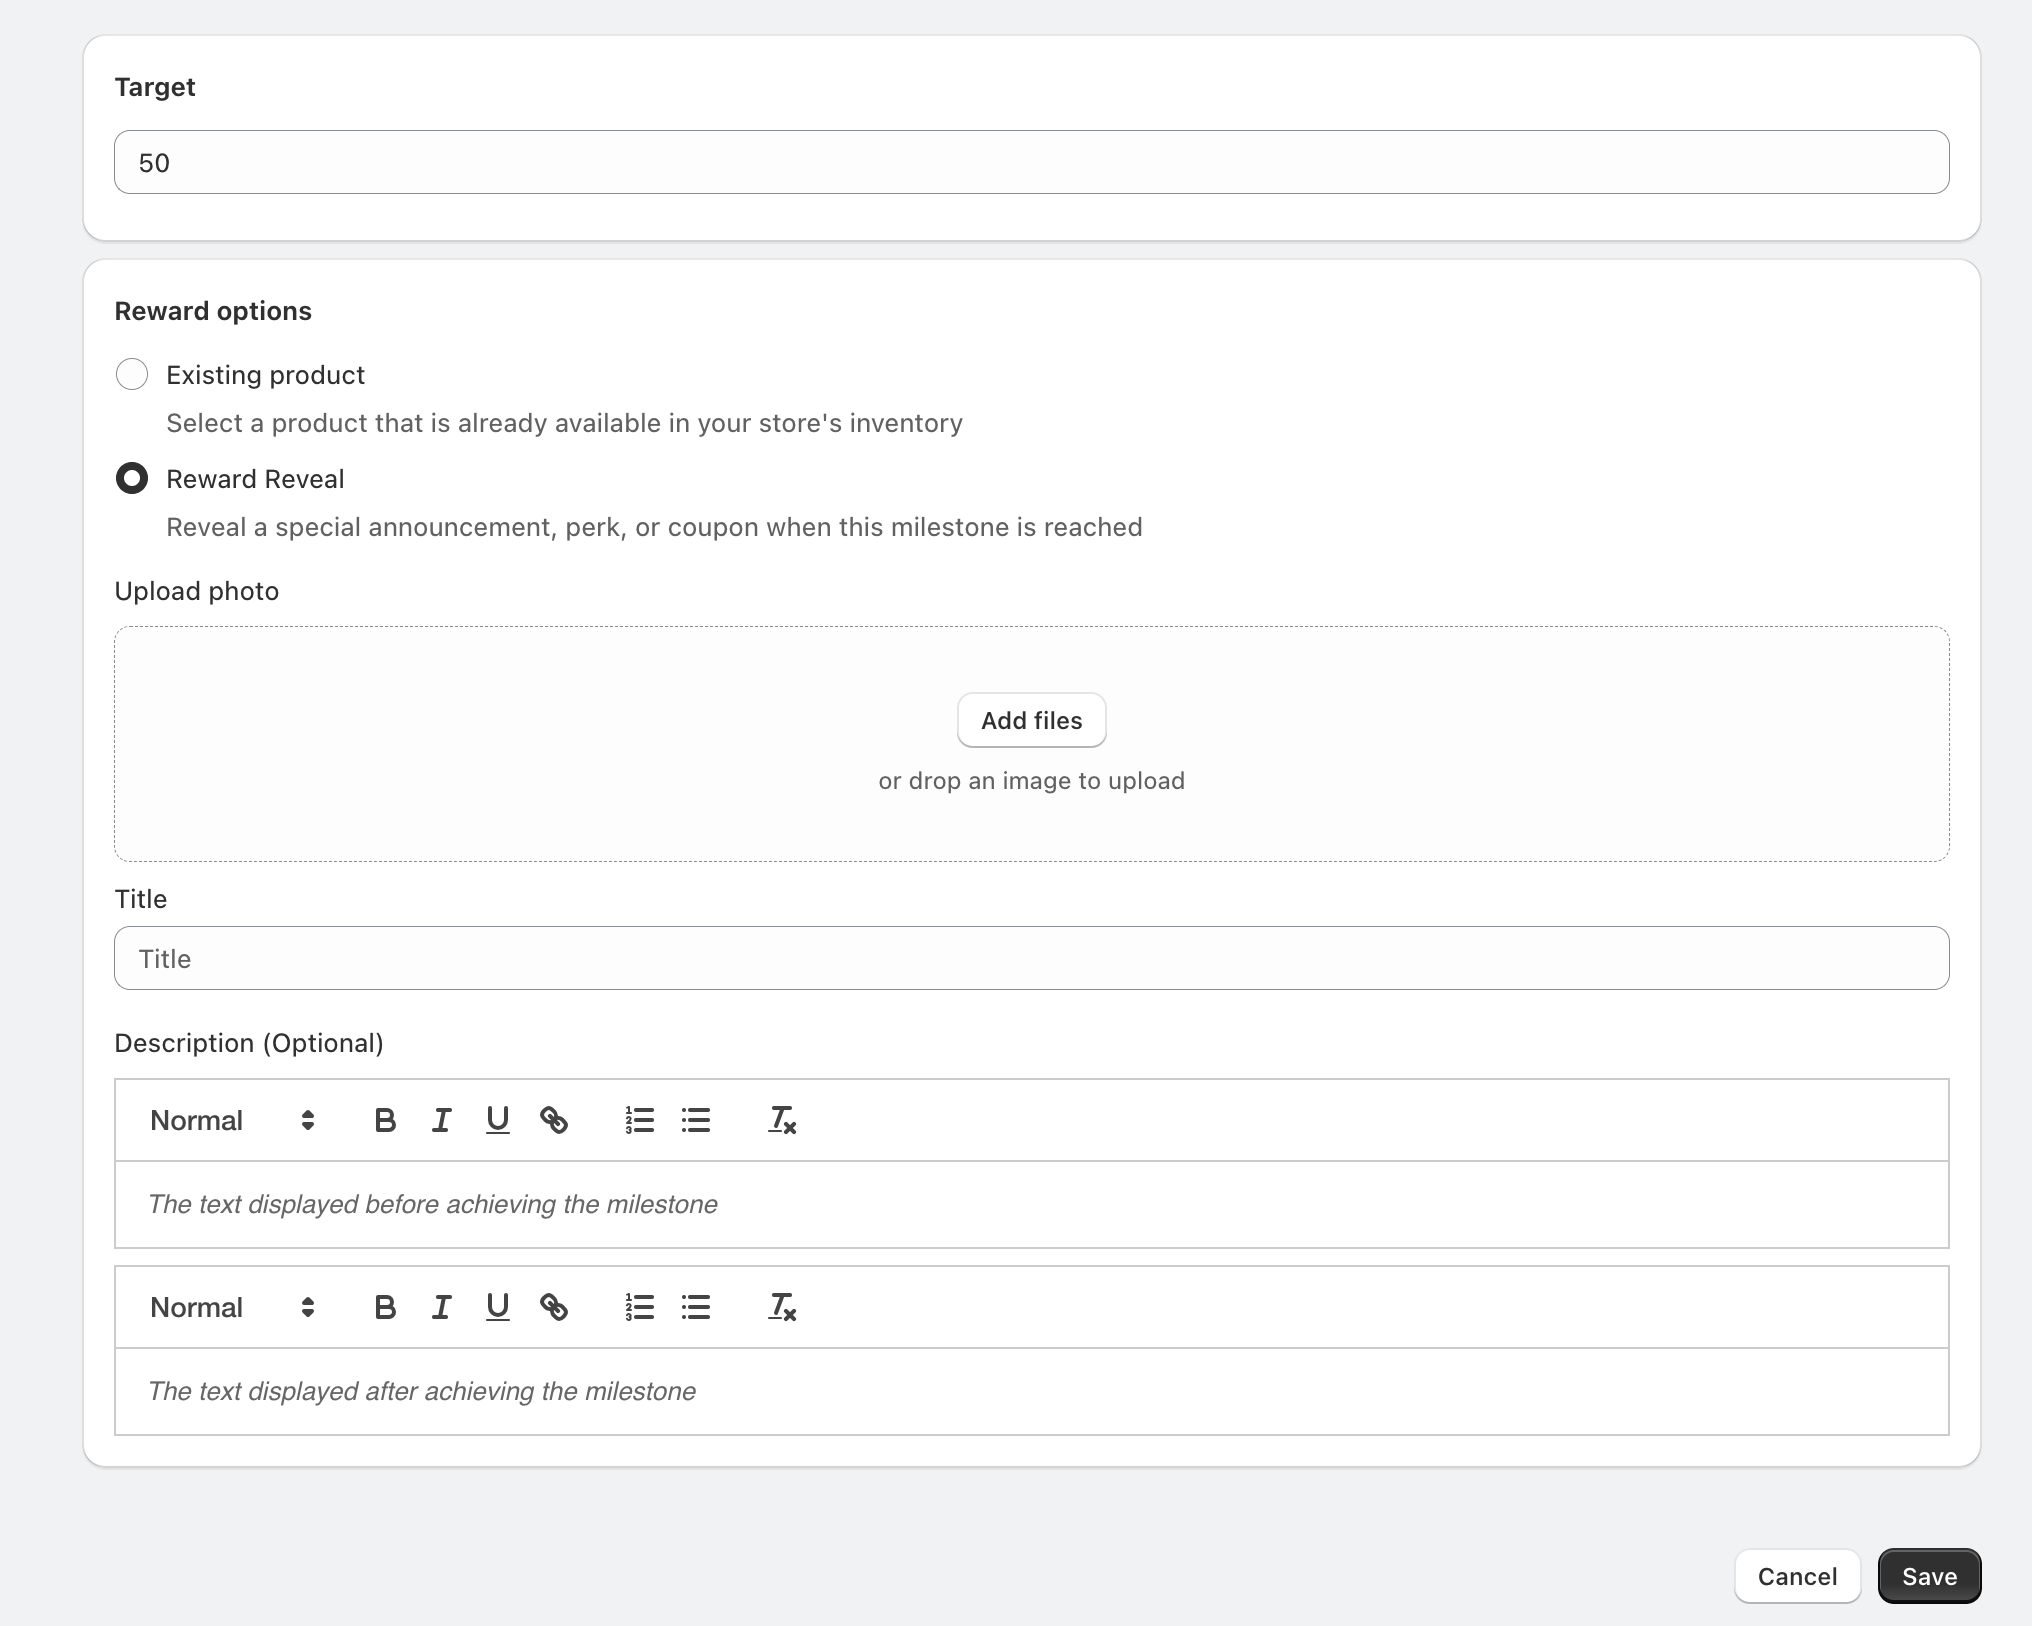 Target
50
Reward options
Existing product
Select a product that is already available in your store's inventory
Reward Reveal
Reveal a special announcement, perk, or coupon when this milestone is reached
Upload photo
Add files
or drop an image to upload
Title
Title
Description (Optional)
Normal
The text displayed before achieving the milestone
Normal
The text displayed after achieving the milestone
Cancel Save